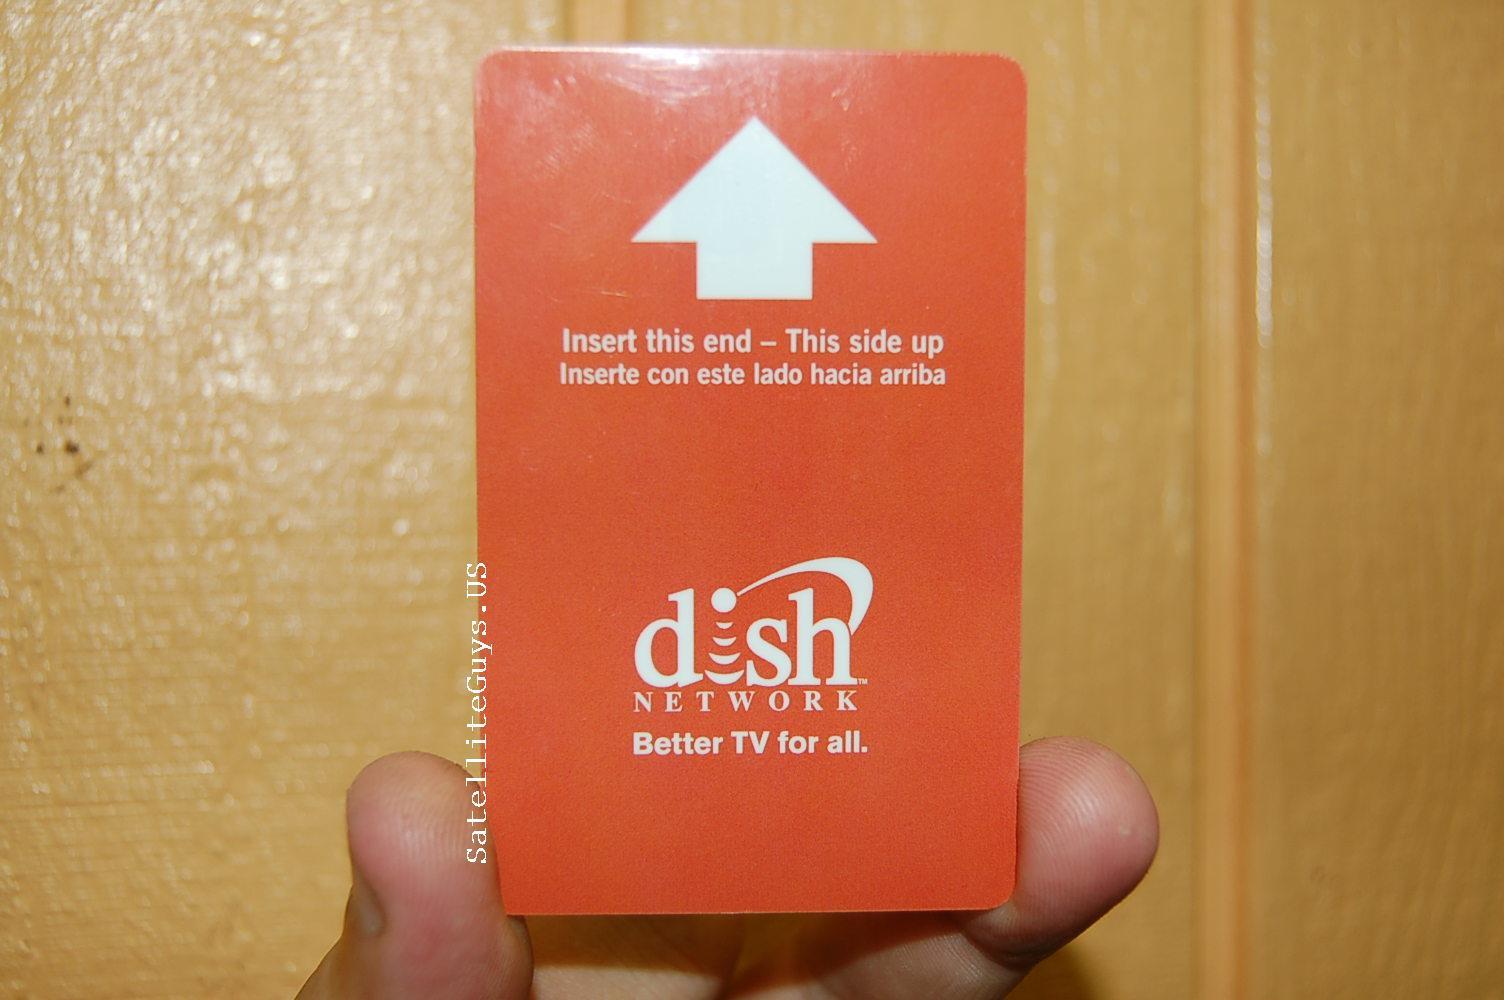 Insert this end – This side up
Inserte con este lado hacia arriba
dish
NETWORK
TM
Better TV for all.
SatelliteGuys.US